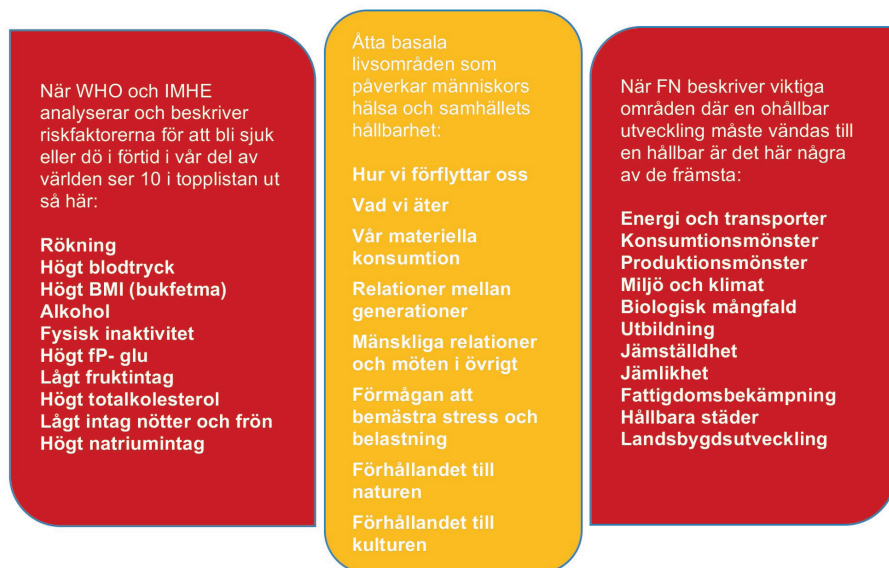 När WHO och IMHE
analyserar och beskriver
riskfaktorerna för att bli sjuk
eller dö i förtid i vår del av
världen ser 10 i topplistan ut
så här:
Rökning
Högt blodtryck
Högt BMI (bukfetma)
Alkohol
Fysisk inaktivitet
Högt fP- glu
Lågt fruktintag
Högt totalkolesterol
Lågt intag nötter och frön
Högt natriumintag
Åtta basala
livsområden som
påverkar människors
hälsa och samhällets
hållbarhet:
Hur vi förflyttar oss
Vad vi äter
Vår materiella
konsumtion
Relationer mellan
generationer
Mänskliga relationer
och möten i övrigt
Förmågan att
bemästra stress och
belastning
Förhållandet till
naturen
Förhållandet till
kulturen
När FN beskriver viktiga
områden där en ohållbar
utveckling måste vändas till
en hållbar är det här några
av de främsta:
Energi och transporter
Konsumtionsmönster
Produktionsmönster
Miljö och klimat
Biologisk mångfald
Utbildning
Jämställdhet
Jämlikhet
Fattigdomsbekämpning
Hållbara städer
Landsbygdsutveckling